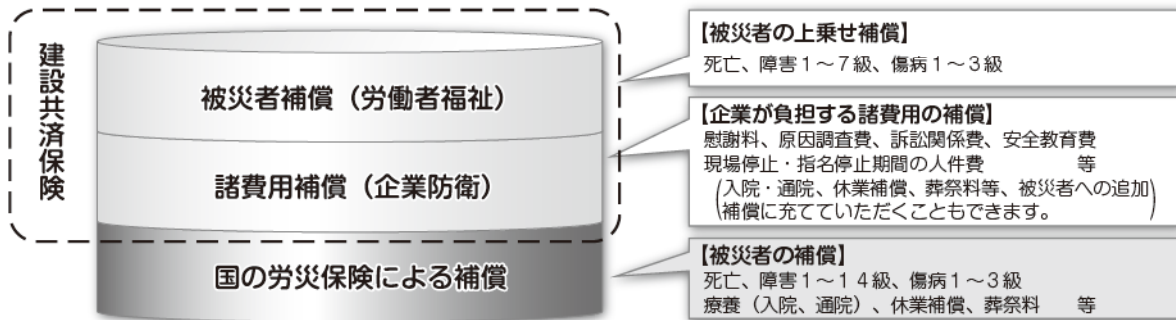 建設共済保険
被災者補償（労働者福祉）
諸費用補償（企業防衛）
国の労災保険による補償
【被災者の上乗せ補償】
死亡、障害１～７級、傷病１～３級
【企業が負担する諸費用の補償】
慰謝料、原因調査費、訴訟関係費、安全教育費
現場停止・指名停止期間の人件費　　　　　等
（入院・通院、休業補償、葬祭料等、被災者への追加
補償に充てていただくこともできます。）
【被災者の補償】
死亡、障害１～１４級、傷病１～３級
療養（入院、通院）、休業補償、葬祭料　　等